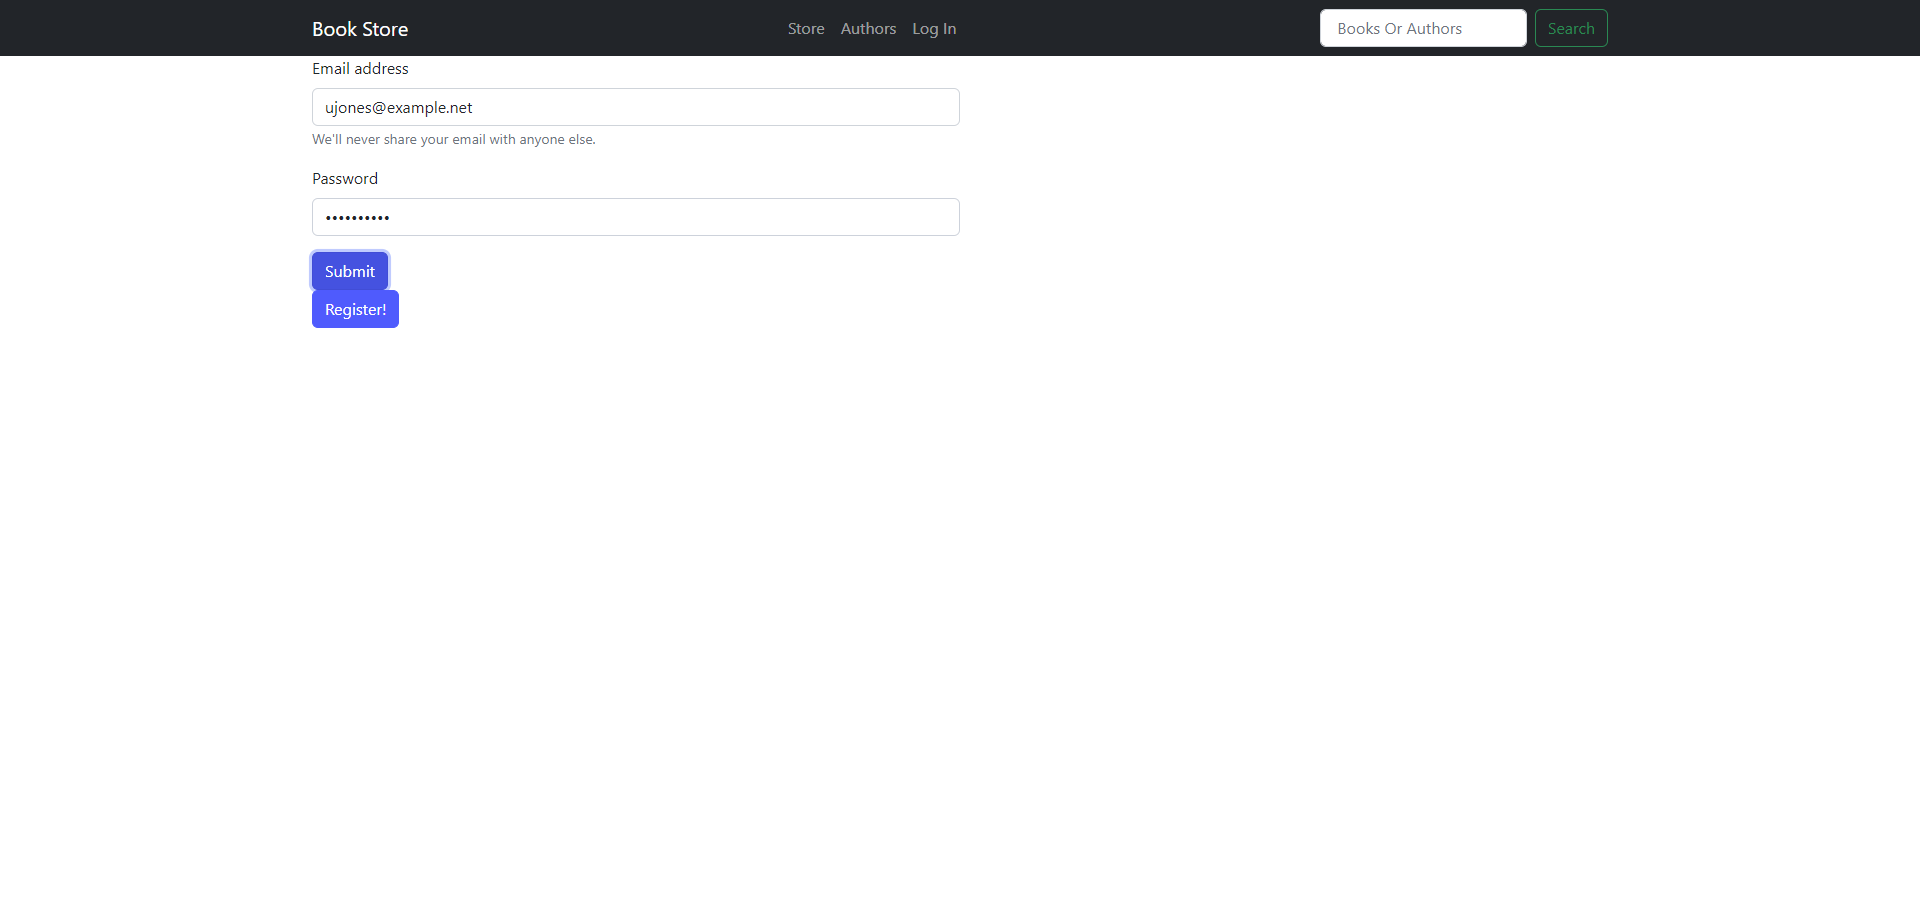 Book Store
Store Authors Log In
Books Or Authors Search
Email address
ujones@example.net
We'll never share your email with anyone else.
Password
••••••••••
Submit
Register!